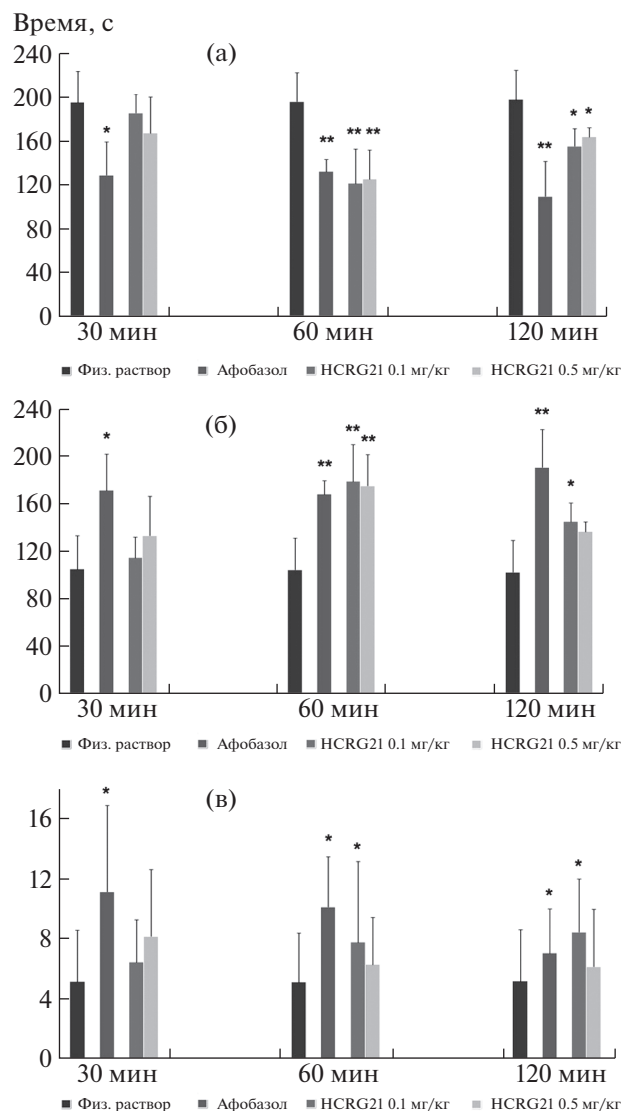 Время, с
240
(а)
200
*
**
** **
**
* *
160
120
80
40
0
30 мин
60 мин
120 мин
Физ. раствор Афобазол HCRG21 0.1 мг/кг HCRG21 0.5 мг/кг
240
(б)
200
*
**
** **
**
*
160
120
80
40
0
30 мин
60 мин
120 мин
Физ. раствор Афобазол HCRG21 0.1 мг/кг HCRG21 0.5 мг/кг
(в)
*
16
* *
* *
12
8
4
0
30 мин
60 мин
120 мин
Физ. раствор Афобазол HCRG21 0.1 мг/кг HCRG21 0.5 мг/кг